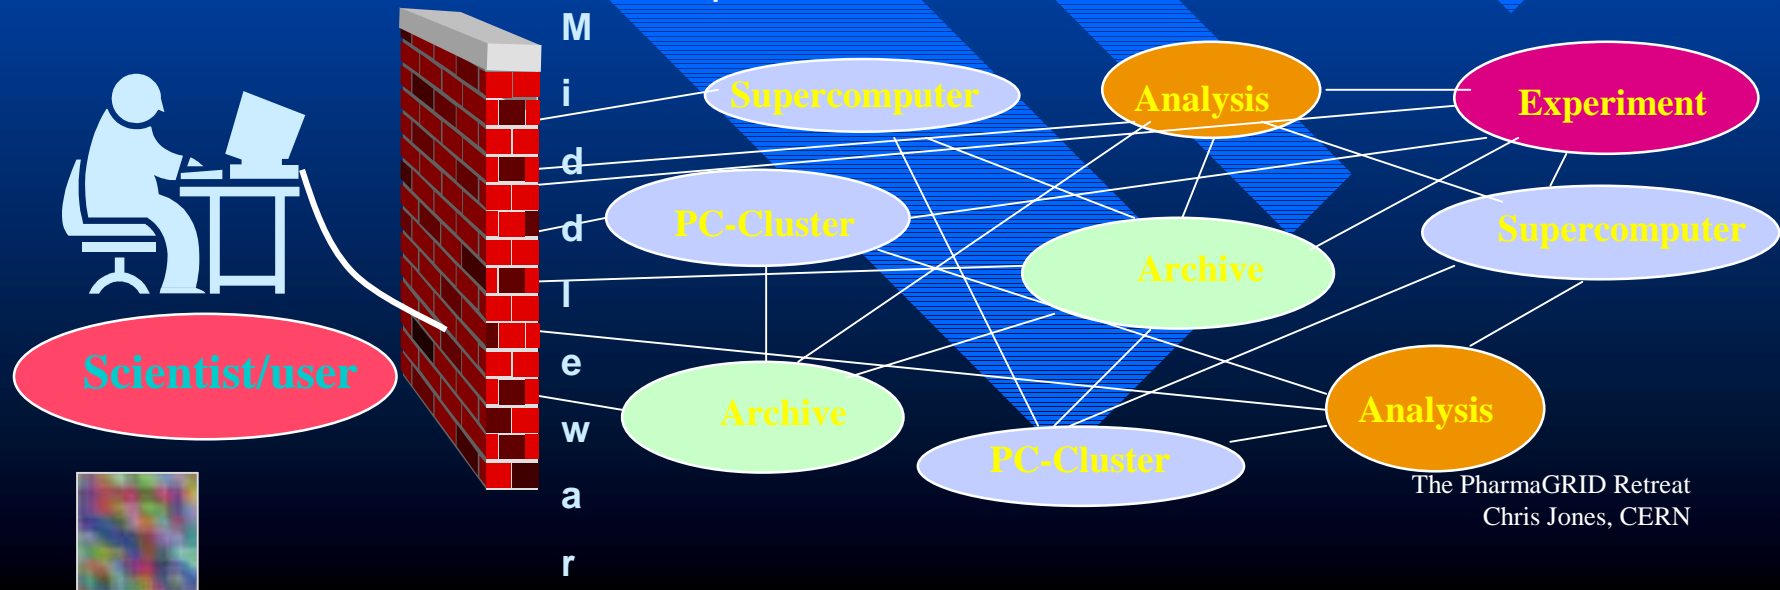 M
i
d
d
l
e
w
a
r
Supercomputer
Analysis
Experiment
PC-Cluster
Supercomputer
Archive
Scientist/user
Archive
Analysis
PC-Cluster
The PharmaGRID Retreat
Chris Jones, CERN